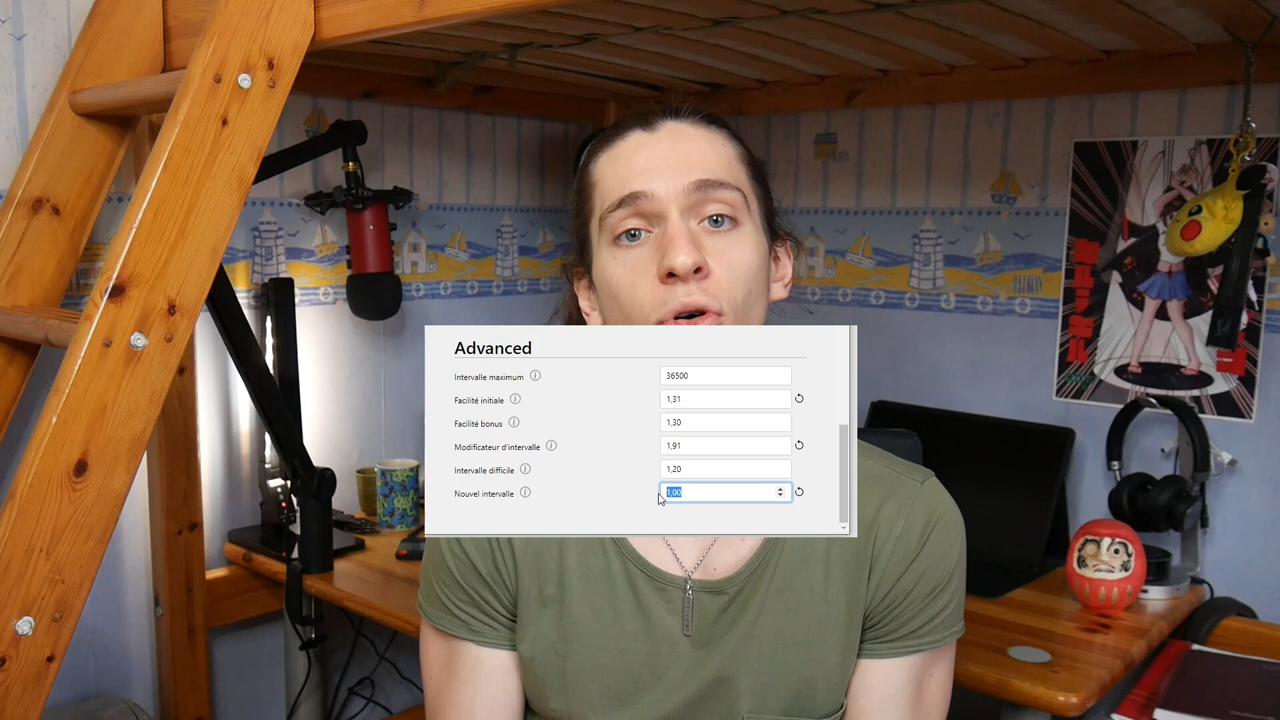 Advanced
Intervalle maximum 36500
Facilité initiale 1,31
Facilité bonus 1,30
Modificateur d'intervalle 1,91
Intervalle difficile 1,20
Nouvel intervalle 1,00